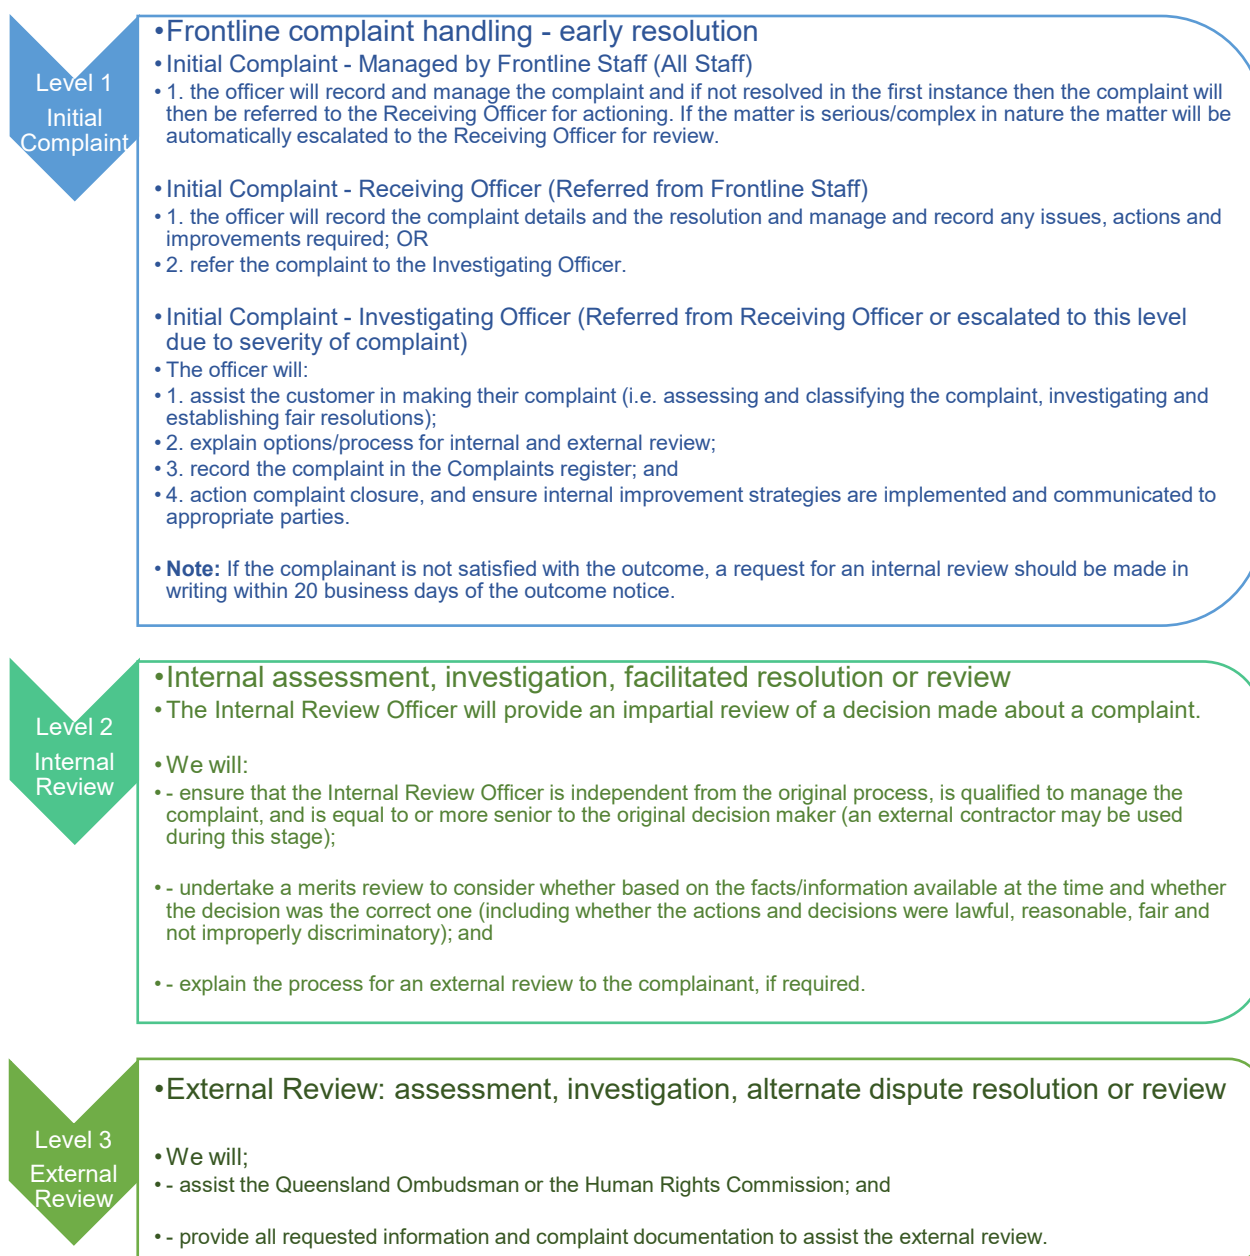 Level 1
Initial
Complaint
•Frontline complaint handling - early resolution
•Initial Complaint - Managed by Frontline Staff (All Staff)
•1. the officer will record and manage the complaint and if not resolved in the first instance then the complaint will
then be referred to the Receiving Officer for actioning. If the matter is serious/complex in nature the matter will be
automatically escalated to the Receiving Officer for review.
•Initial Complaint - Receiving Officer (Referred from Frontline Staff)
•1. the officer will record the complaint details and the resolution and manage and record any issues, actions and
improvements required; OR
•2. refer the complaint to the Investigating Officer.
•Initial Complaint - Investigating Officer (Referred from Receiving Officer or escalated to this level
due to severity of complaint)
•The officer will:
•1. assist the customer in making their complaint (i.e. assessing and classifying the complaint, investigating and
establishing fair resolutions);
•2. explain options/process for internal and external review;
•3. record the complaint in the Complaints register; and
•4. action complaint closure, and ensure internal improvement strategies are implemented and communicated to
appropriate parties.
•Note: If the complainant is not satisfied with the outcome, a request for an internal review should be made in
writing within 20 business days of the outcome notice.
Level 2
Internal
Review
•Internal assessment, investigation, facilitated resolution or review
•The Internal Review Officer will provide an impartial review of a decision made about a complaint.
•We will:
•- ensure that the Internal Review Officer is independent from the original process, is qualified to manage the
complaint, and is equal to or more senior to the original decision maker (an external contractor may be used
during this stage);
•- undertake a merits review to consider whether based on the facts/information available at the time and whether
the decision was the correct one (including whether the actions and decisions were lawful, reasonable, fair and
not improperly discriminatory); and
•- explain the process for an external review to the complainant, if required.
Level 3
External
Review
•External Review: assessment, investigation, alternate dispute resolution or review
•We will;
•- assist the Queensland Ombudsman or the Human Rights Commission; and
•- provide all requested information and complaint documentation to assist the external review.